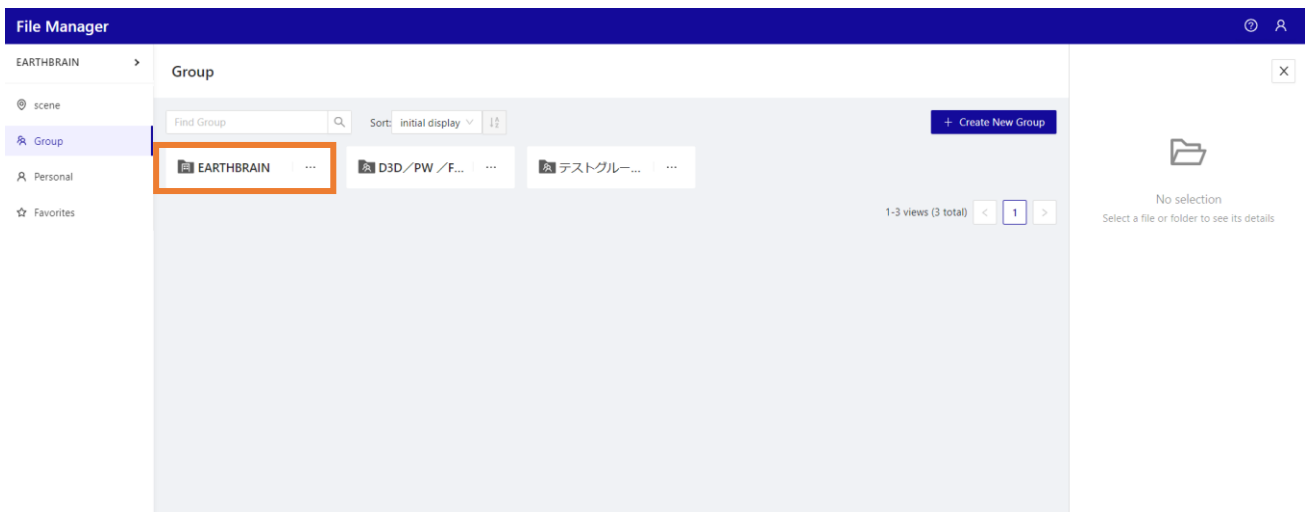 File Manager
EARTHBRAIN
scene
Group
Personal
Favorites
Group
Find Group
Sort: initial display
+ Create New Group
EARTHBRAIN ...
D3D／PW ／F... ...
テストグルー... ...
1-3 views (3 total) < 1 >
No selection
Select a file or folder to see its details